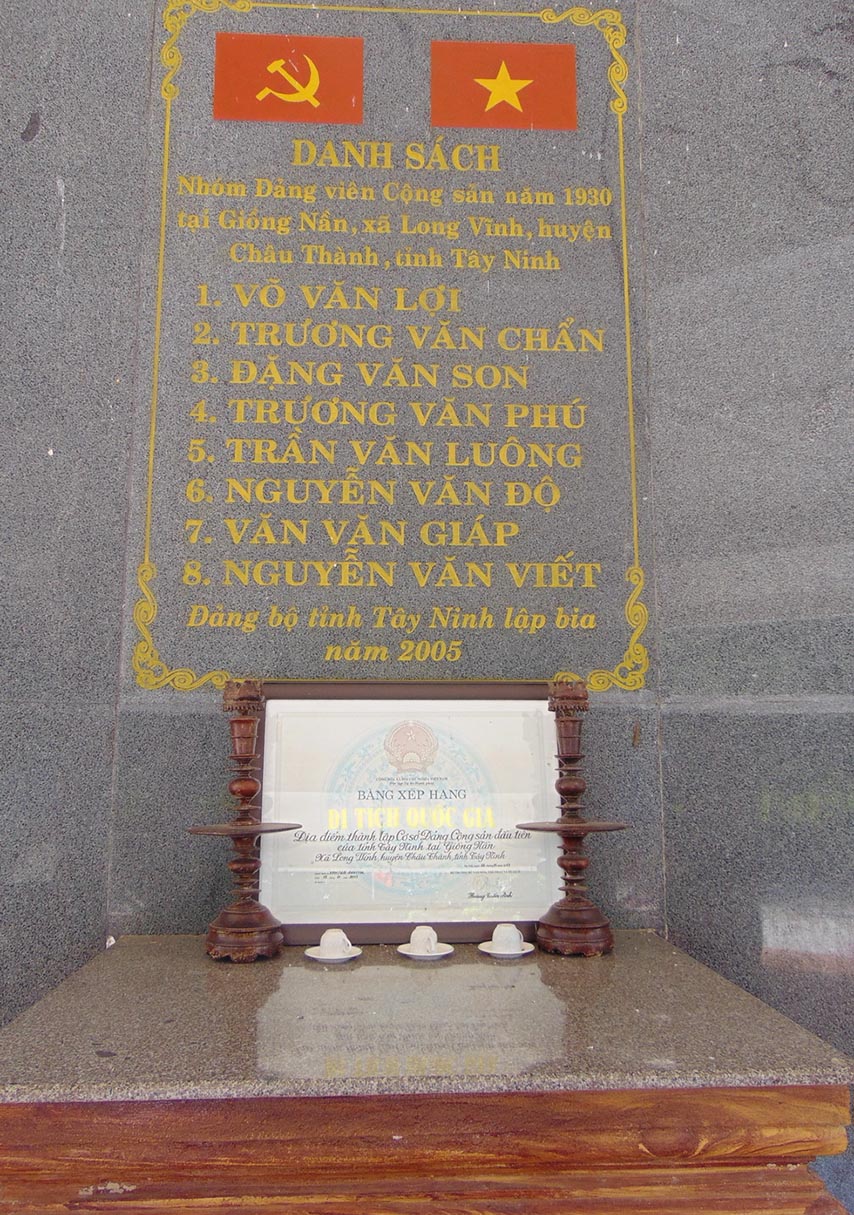 DANH SÁCH
Nhóm Đảng viên Cộng sản năm 1930
tại Giồng Nần, xã Long Vĩnh, huyện
Châu Thành, tỉnh Tây Ninh
1. VÕ VĂN LỢI
2. TRƯƠNG VĂN CHẨN
3. ĐẶNG VĂN SON
4. TRƯƠNG VĂN PHÚ
5. TRẦN VĂN LUÔNG
6. NGUYỄN VĂN ĐỘ
7. VĂN VĂN GIÁP
8. NGUYỄN VĂN VIẾT
Đảng bộ tỉnh Tây Ninh lập bia
năm 2005
BẰNG XẾP HẠNG
DI TÍCH QUỐC GIA
Địa điểm thành lập Cơ sở Đảng Cộng sản đầu tiên
của tỉnh Tây Ninh tại Giồng Nần
Xã Long Vĩnh, huyện Châu Thành, tỉnh Tây Ninh